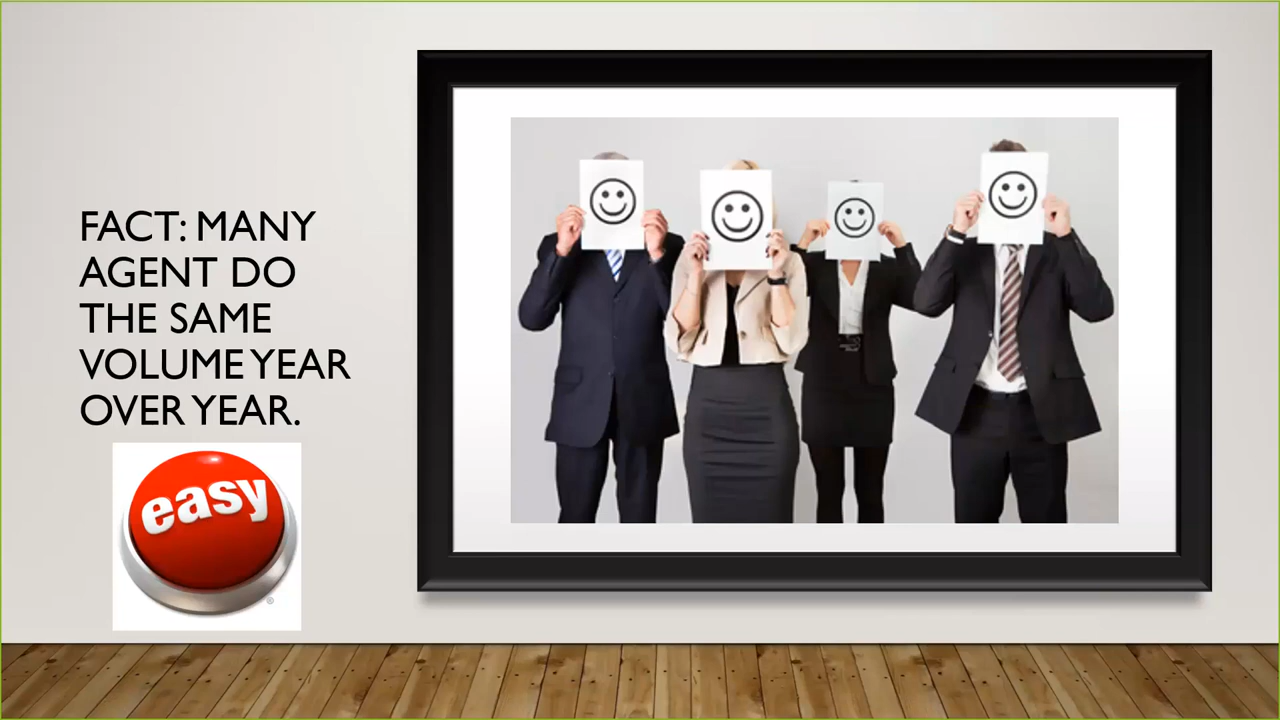 FACT: MANY
AGENT DO
THE SAME
VOLUME YEAR
OVER YEAR.
easy
®